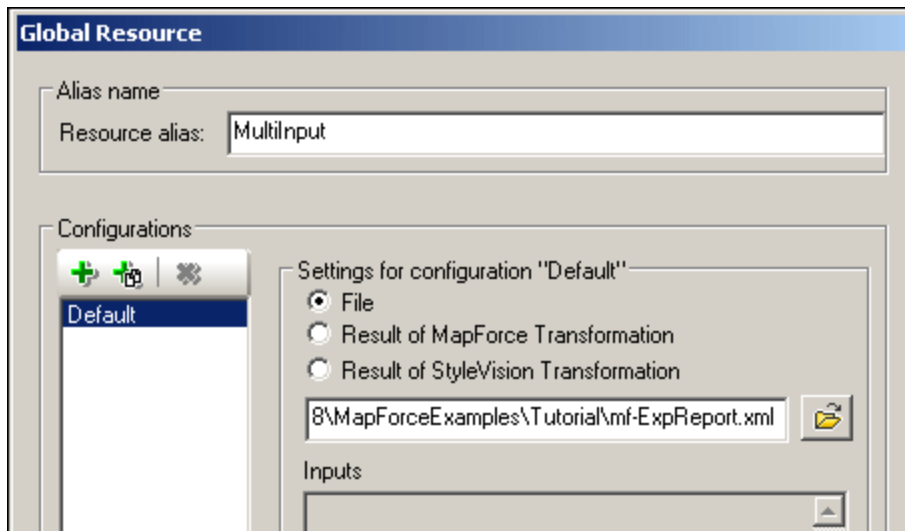 Global Resource
Alias name
Resource alias: MultiInput
Configurations
Settings for configuration "Default"
Default
File
Result of MapForce Transformation
Result of StyleVision Transformation
8\MapForceExamples\Tutorial\mf-ExpReport.xml
Inputs